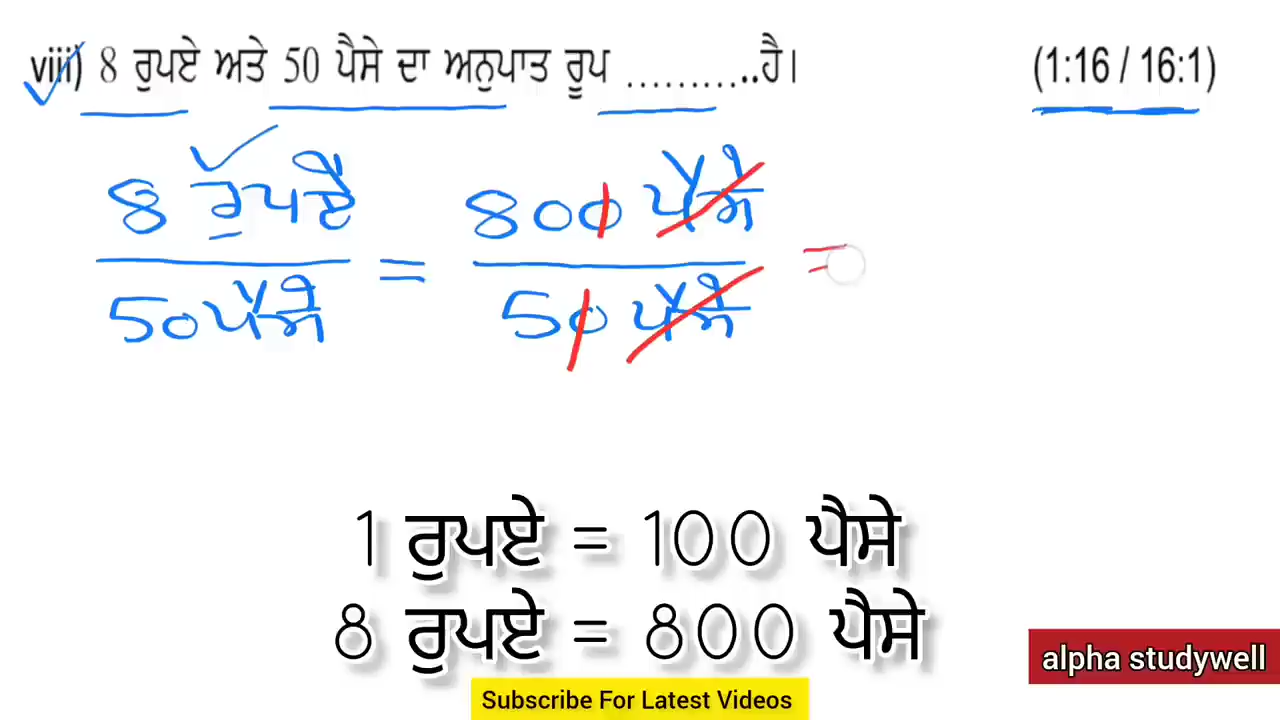 viii) 8 ਰੁਪਏ ਅਤੇ 50 ਪੈਸੇ ਦਾ ਅਨੁਪਾਤ ਰੂਪ ………..ਹੈ। (1:16 / 16:1)
8 ਰੁਪਏ = 800 ਪੈਸੇ =
50 ਪੈਸੇ 50 ਪੈਸੇ
1 ਰੁਪਏ = 100 ਪੈਸੇ
8 ਰੁਪਏ = 800 ਪੈਸੇ
alpha studywell
Subscribe For Latest Videos